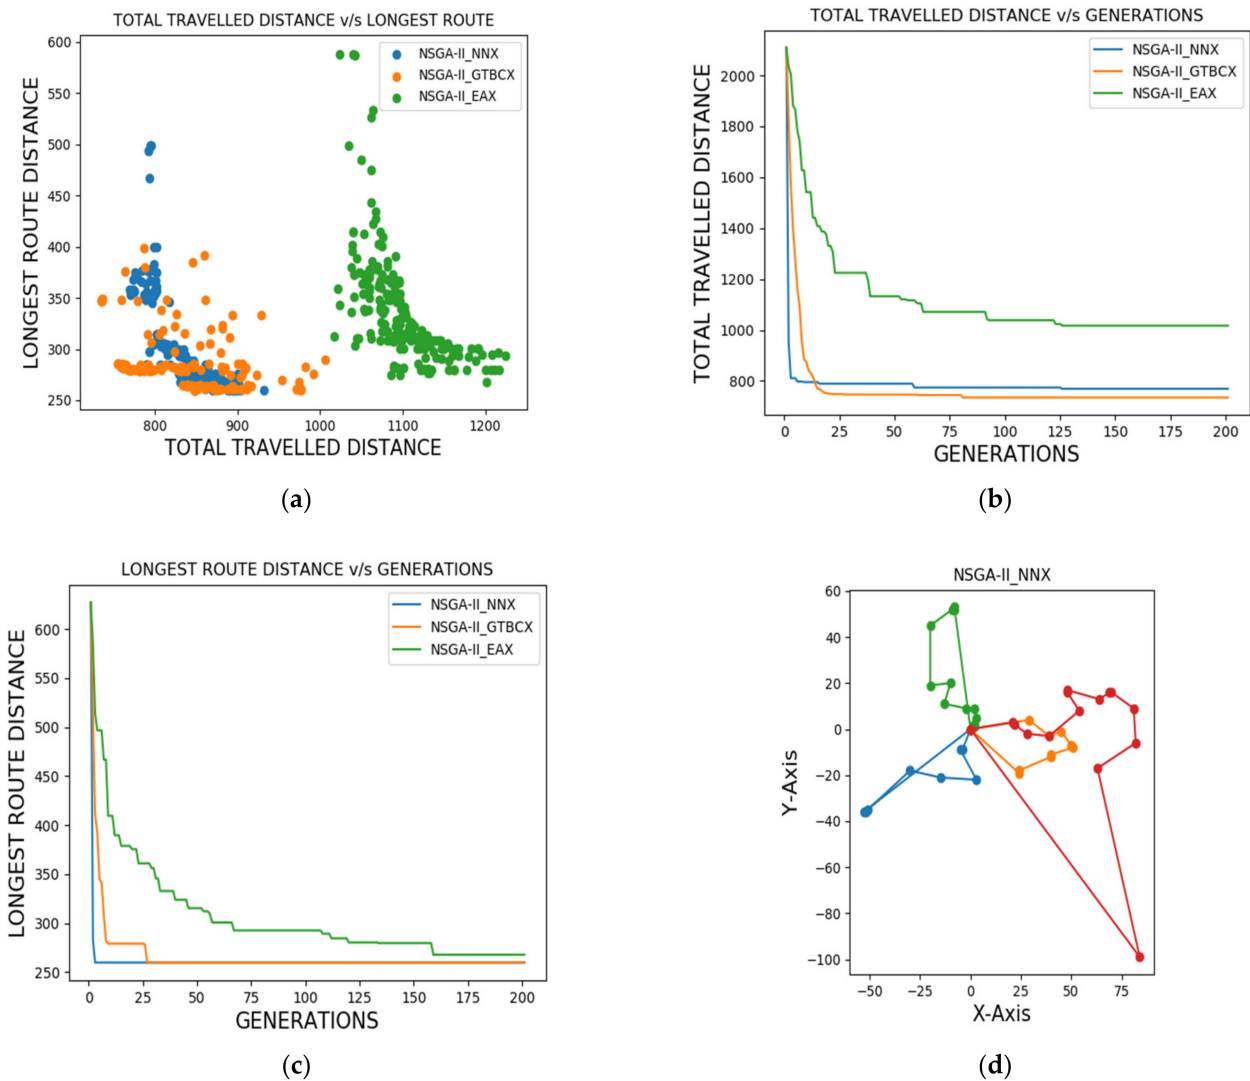 TOTAL TRAVELLED DISTANCE v/s LONGEST ROUTE
LONGEST ROUTE DISTANCE
600
550
500
450
400
350
300
250
NSGA-II_NNX
NSGA-II_GTBCX
NSGA-II_EAX
800 900 1000 1100 1200
TOTAL TRAVELLED DISTANCE
(a)
TOTAL TRAVELLED DISTANCE v/s GENERATIONS
TOTAL TRAVELLED DISTANCE
2000
1800
1600
1400
1200
1000
800
NSGA-II_NNX
NSGA-II_GTBCX
NSGA-II_EAX
0 25 50 75 100 125 150 175 200
GENERATIONS
(b)
LONGEST ROUTE DISTANCE v/s GENERATIONS
LONGEST ROUTE DISTANCE
600
550
500
450
400
350
300
250
NSGA-II_NNX
NSGA-II_GTBCX
NSGA-II_EAX
0 25 50 75 100 125 150 175 200
GENERATIONS
(c)
NSGA-II_NNX
Y-Axis
60
40
20
0
−20
−40
−60
−80
−100
−50 −25 0 25 50 75
X-Axis
(d)